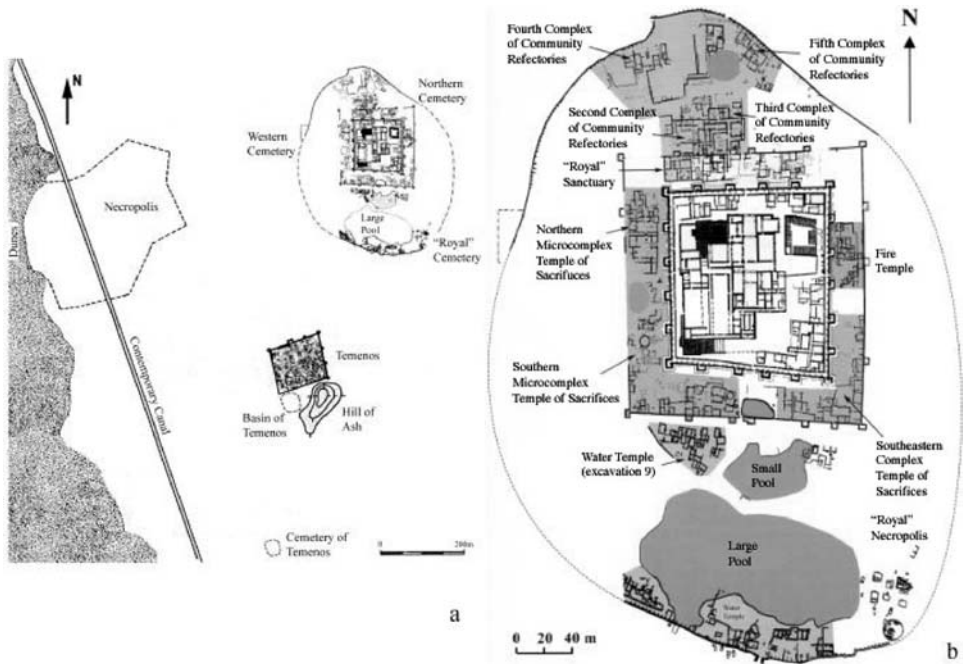 a
N
Northern
Cemetery
Western
Cemetery
Necropolis
Dunes
Large
Pool
"Royal"
Cemetery
Contemporary Canal
Temenos
Basin of
Temenos
Hill of
Ash
Cemetery of
Temenos
0 200m
a
b
N
Fourth Complex
of Community
Refectories
Fifth Complex
of Community
Refectories
Second Complex
of Community
Refectories
Third Complex
of Community
Refectories
"Royal"
Sanctuary
Northern
Microcomplex
Temple of
Sacrifuces
Fire
Temple
Southern
Microcomplex
Temple of Sacrifices
Water Temple
(excavation 9)
Small
Pool
Southeastern
Complex
Temple of
Sacrifices
"Royal"
Necropolis
Large
Pool
Water
Temple
0 20 40 m
b